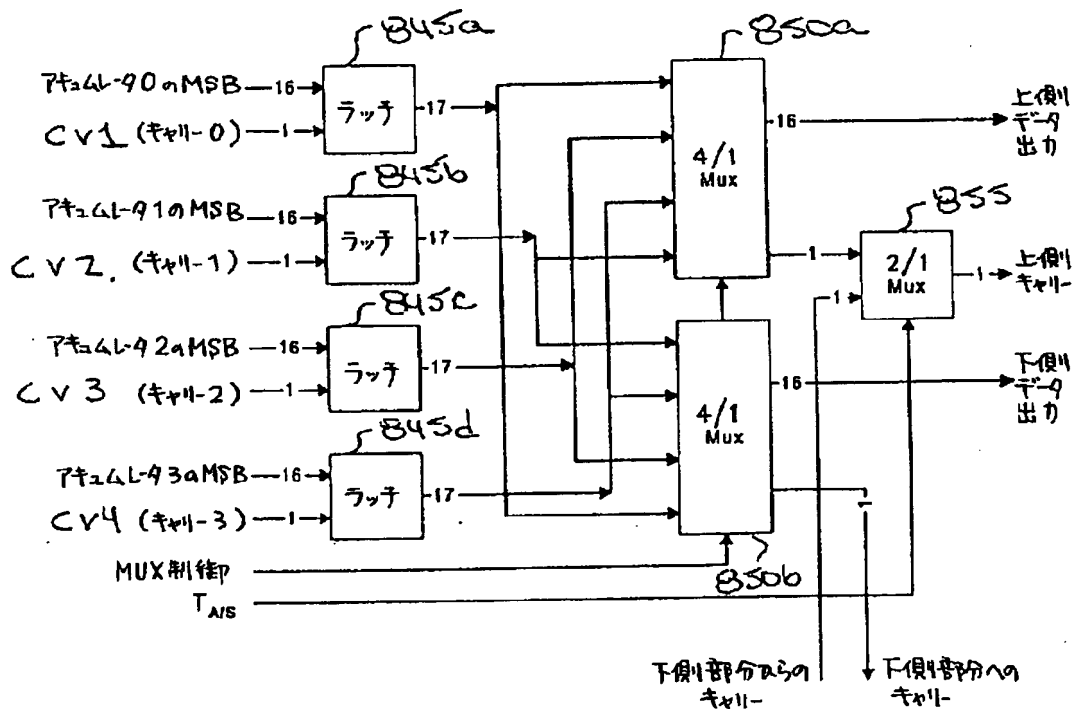 845a
850a
アキュムレータ0のMSB 16
ラッチ
17
CV1 (キャリー0) 1
16
上側
データ
出力
4/1
Mux
845b
アキュムレータ1のMSB 16
ラッチ
17
CV2. (キャリー1) 1
855
1
2/1
Mux
1
上側
キャリー
1
845c
アキュムレータ2のMSB 16
ラッチ
17
CV3 (キャリー2) 1
16
下側
データ
出力
4/1
Mux
845d
アキュムレータ3のMSB 16
ラッチ
17
CV4 (キャリー3) 1
1
MUX制御
850b
TA/S
下側部分からの
キャリー
下側部分への
キャリー